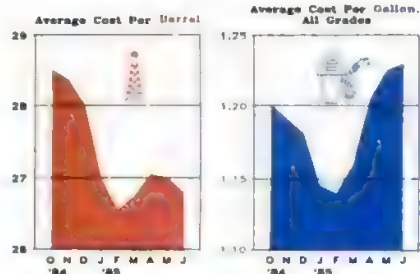 Average Cost Per Barrel
29
28
27
26
O N D J F M A M J
'84 '85
Average Cost Per Gallon,
All Grades
1.25
1.20
1.15
1.10
O N D J F M A M J
'84 '85